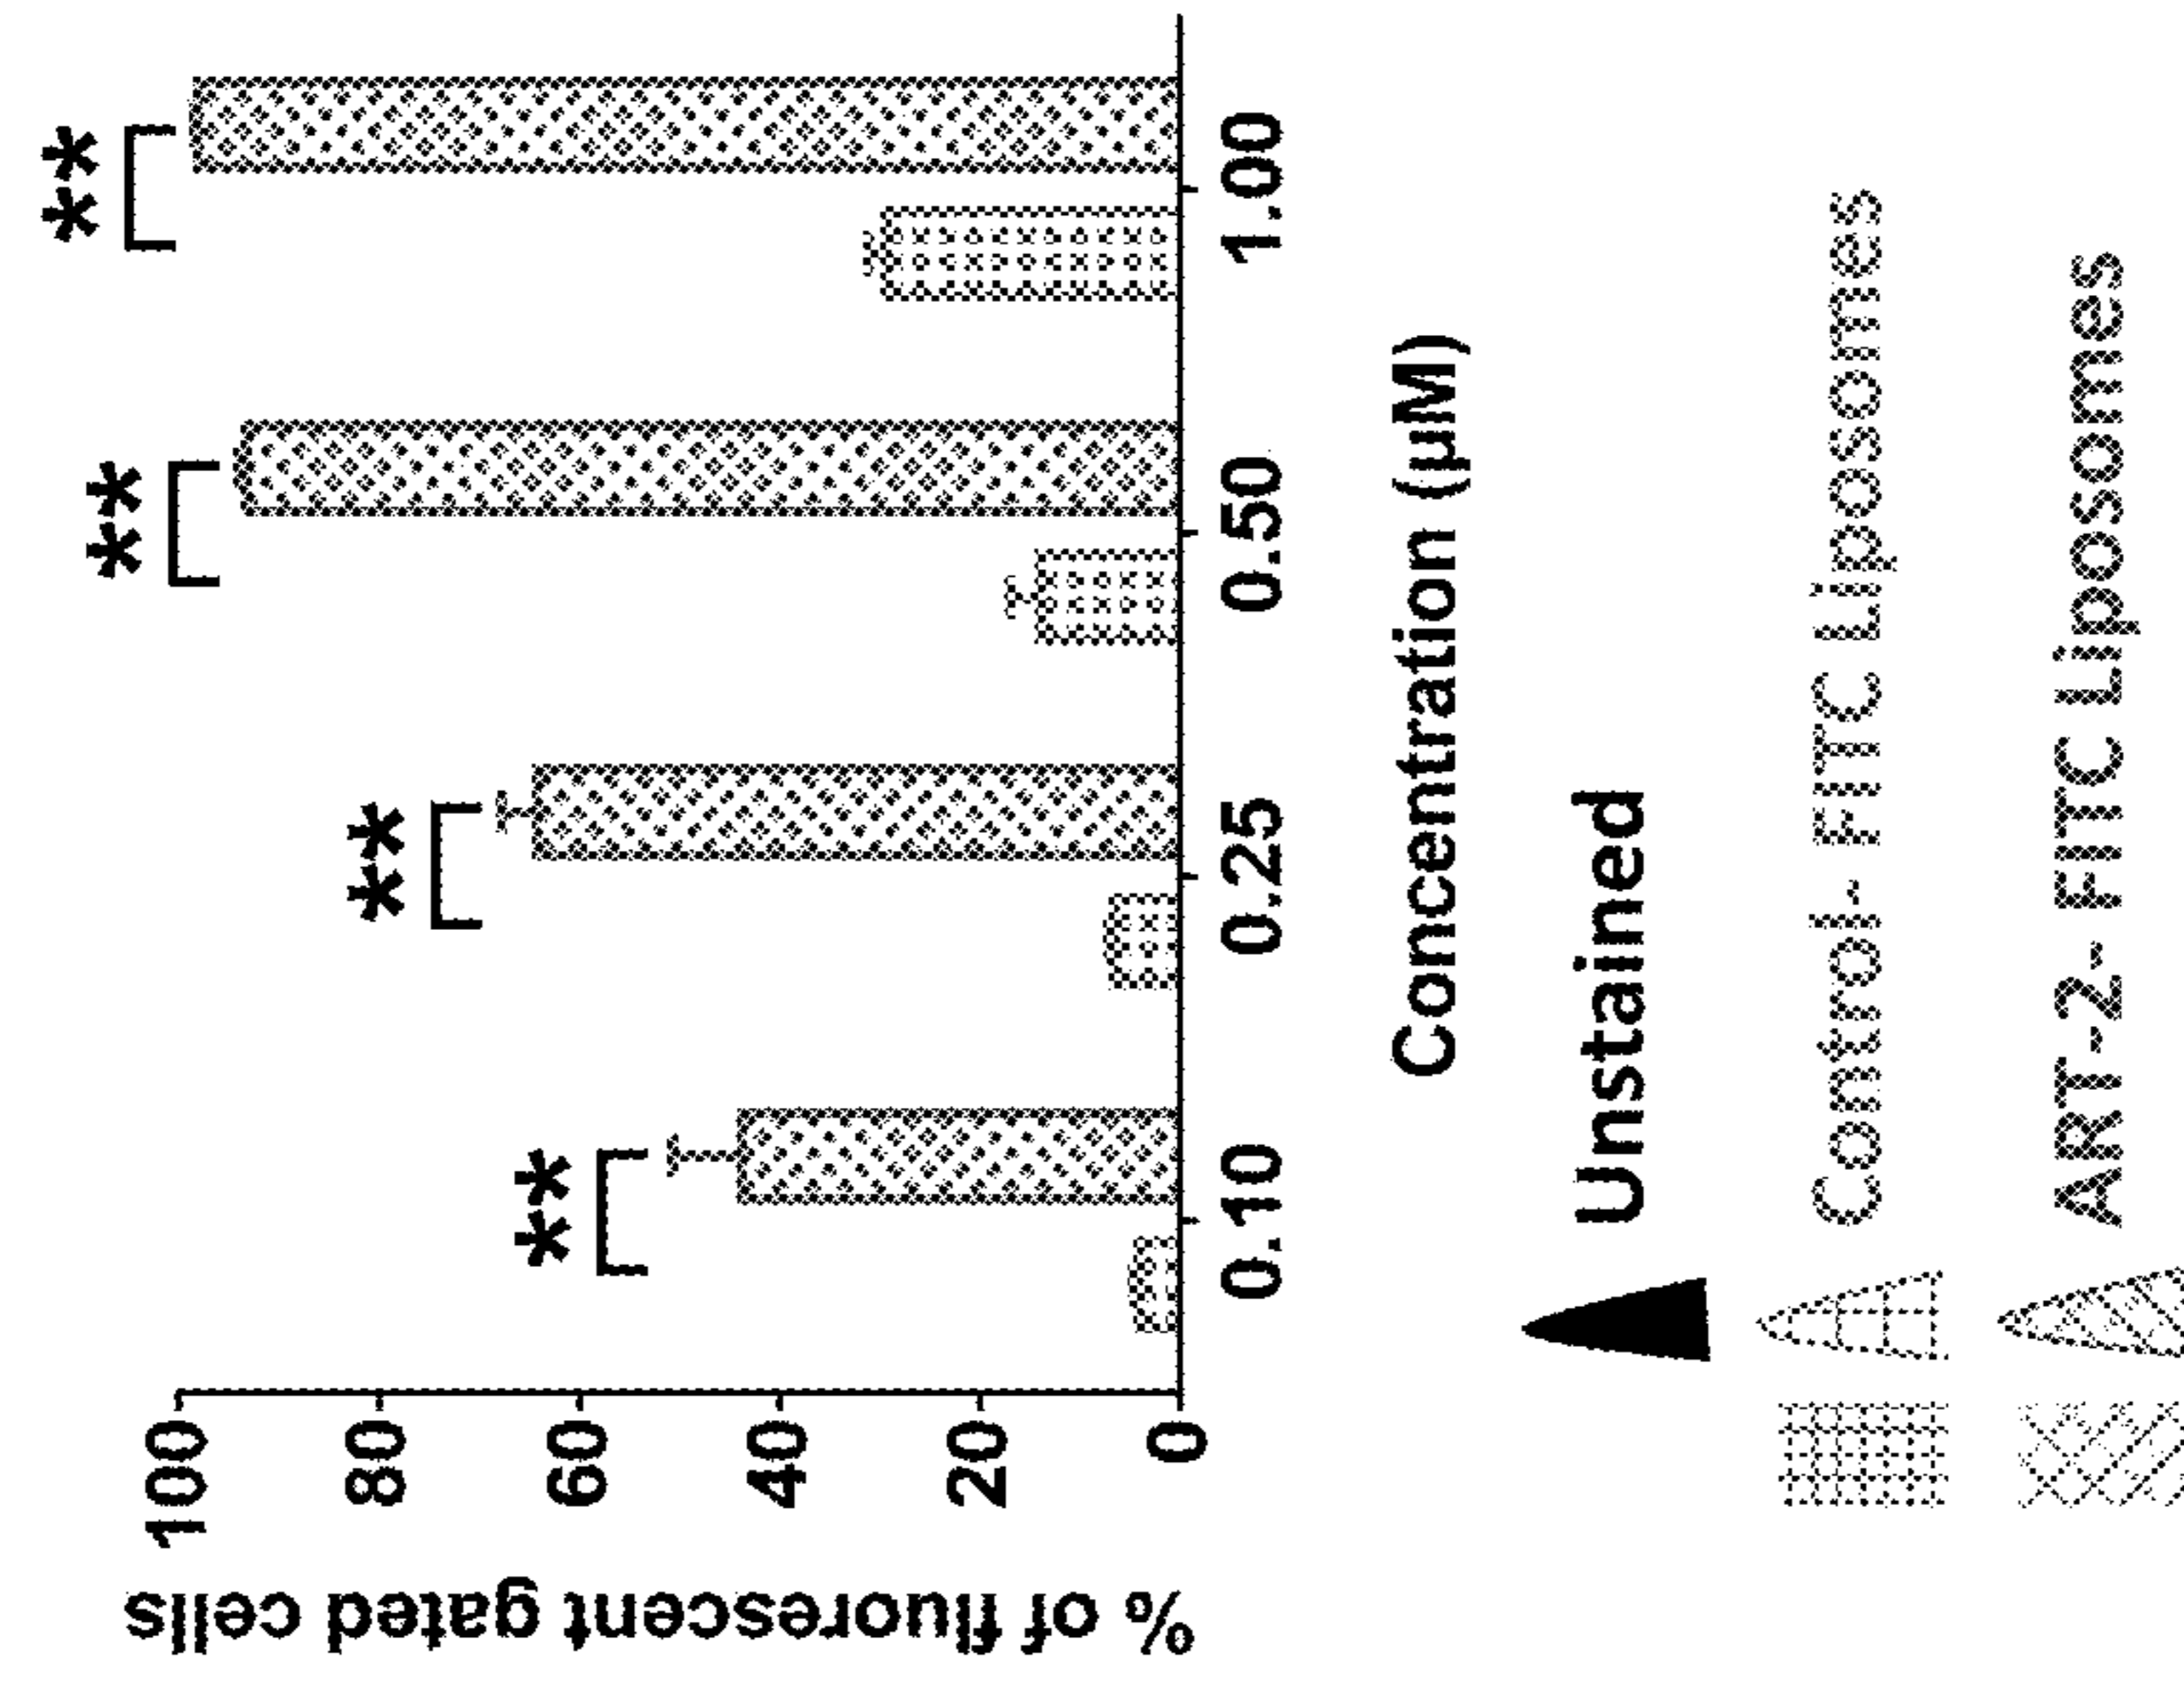 % of fluorescent gated cells
100
80
60
40
20
0
**
**
**
**
0.10
0.25
0.50
1.00
Concentration (µM)
Unstained
Control- FITC Liposomes
ART-2- FITC Liposomes